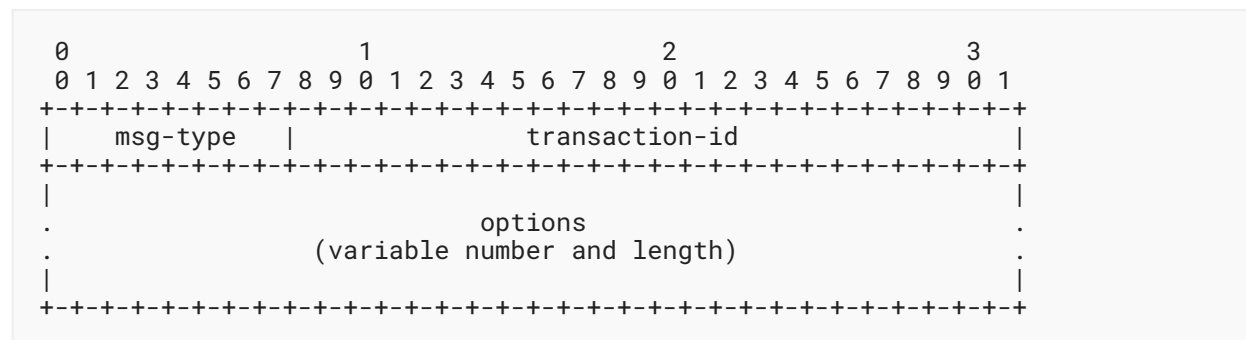 0                   1                   2                   3
 0 1 2 3 4 5 6 7 8 9 0 1 2 3 4 5 6 7 8 9 0 1 2 3 4 5 6 7 8 9 0 1
+-+-+-+-+-+-+-+-+-+-+-+-+-+-+-+-+-+-+-+-+-+-+-+-+-+-+-+-+-+-+-+-+
|    msg-type   |               transaction-id                  |
+-+-+-+-+-+-+-+-+-+-+-+-+-+-+-+-+-+-+-+-+-+-+-+-+-+-+-+-+-+-+-+-+
|                                                               |
.                            options                            .
.                 (variable number and length)                  .
|                                                               |
+-+-+-+-+-+-+-+-+-+-+-+-+-+-+-+-+-+-+-+-+-+-+-+-+-+-+-+-+-+-+-+-+